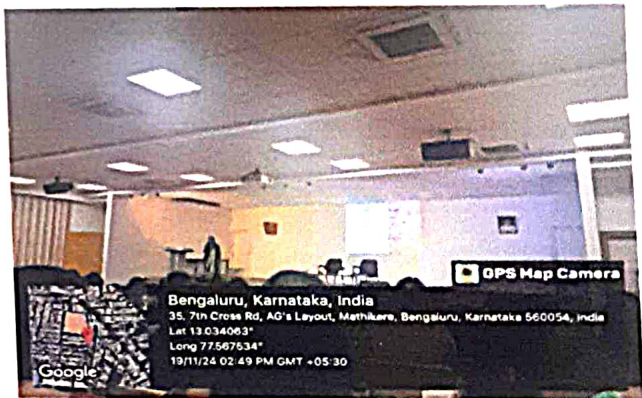 GPS Map Camera
Bengaluru, Karnataka, India
35, 7th Cross Rd, AG's Layout, Mathikere, Bengaluru, Karnataka 560054, India
Lat 13.034063°
Long 77.567534°
19/11/24 02:49 PM GMT +05:30
Google